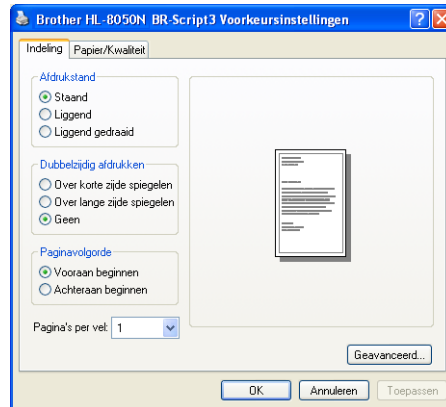 Brother HL-8050N BR-Script3 Voorkeursinstellingen
Indeling Papier/Kwaliteit
Afdrukstand
Staand
Liggend
Liggend gedraaid
Dubbelzijdig afdrukken
Over korte zijde spiegelen
Over lange zijde spiegelen
Geen
Paginavolgorde
Vooraan beginnen
Achteraan beginnen
Pagina's per vel: 1
Geavanceerd...
OK Annuleren Toepassen